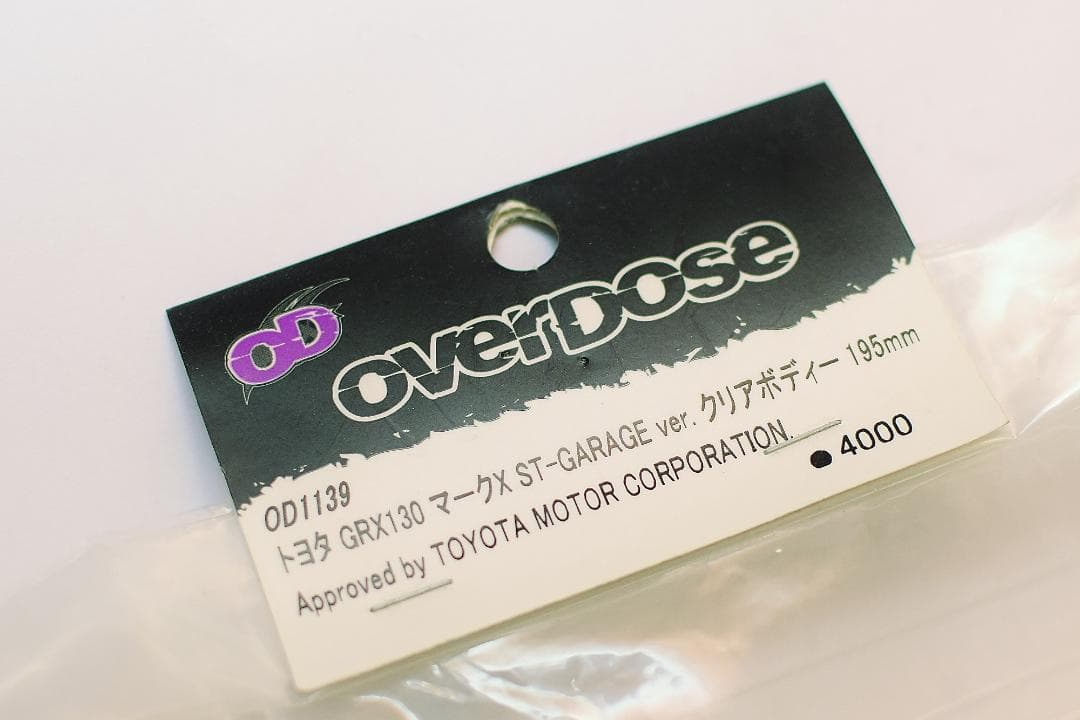 OD
overDose
OD1139
トヨタ GRX130 マークX ST-GARAGE ver. クリアボディー 195mm
Approved by TOYOTA MOTOR CORPORATION.
●4000